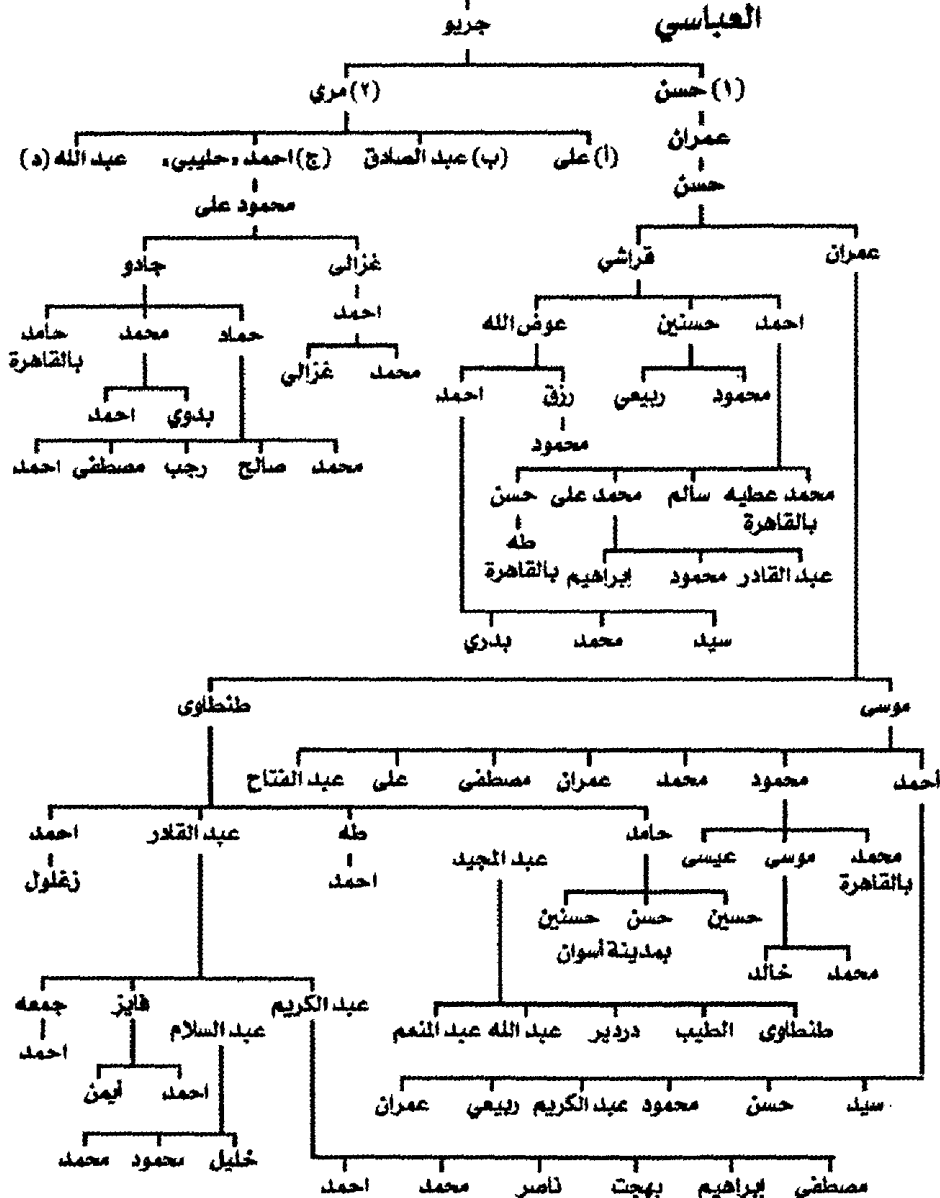 العباسي
جريو
(١) حسن (٢) مري
عمران
(أ) على (ب) عبد الصادق (ج) احمد «حليبي» عبد الله (د)
حسن
محمود على
عمران قراشي غزالى جادو
احمد حسنين عوض الله احمد حماد محمد حامد
بالقاهرة
محمود ربيعى رزق احمد محمد غزالى بدوي احمد
محمود
محمد صالح رجب مصطفى احمد
محمد عطيه سالم محمد على حسن
بالقاهرة طه
عبد القادر محمود إبراهيم بالقاهرة
سيد محمد بدري
موسى طنطاوى
أحمد محمود محمد عمران مصطفى على عبد الفتاح
حامد طه عبد القادر احمد
محمد موسى عيسى عبد المجيد
بالقاهرة احمد زغلول
حسين حسن حسنين
بمدينة أسوان
محمد خالد
عبد الكريم فايز جمعه
طنطاوى الطيب دردير عبد الله عبد المنعم عبد السلام
احمد
احمد أيمن
سيد حسن محمود عبد الكريم ربيعي عمران
خليل محمود محمد
مصطفى إبراهيم بهجت ناصر محمد احمد